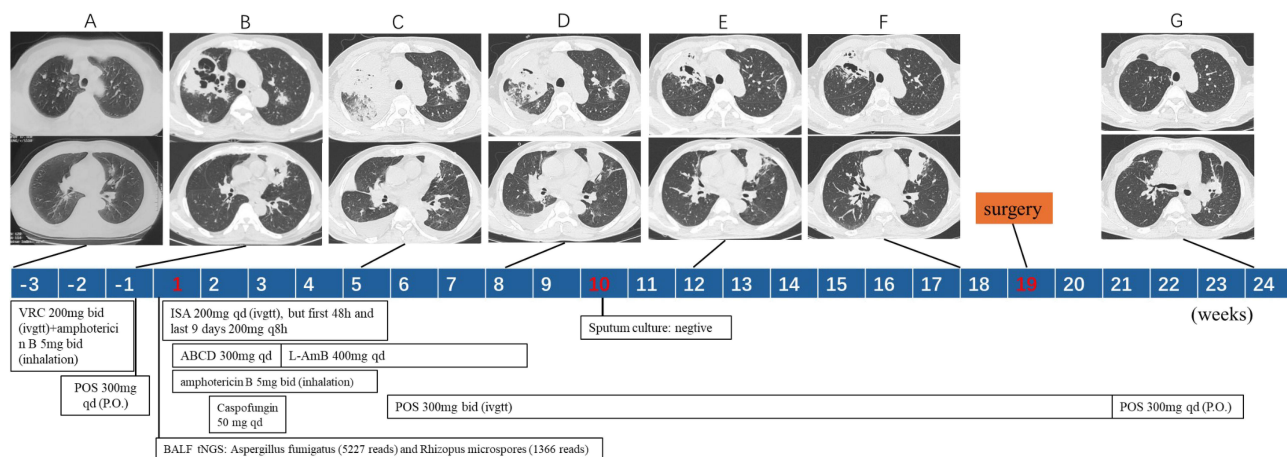 A B C D E F G
surgery
-3 -2 -1 1 2 3 4 5 6 7 8 9 10 11 12 13 14 15 16 17 18 19 20 21 22 23 24
(weeks)
VRC 200mg bid
(ivgtt)+amphoterici
n B 5mg bid
(inhalation)
ISA 200mg qd (ivgtt), but first 48h and
last 9 days 200mg q8h
Sputum culture: negtive
ABCD 300mg qd
L-AmB 400mg qd
POS 300mg
qd (P.O.)
amphotericin B 5mg bid (inhalation)
Caspofungin
50 mg qd
POS 300mg bid (ivgtt)
POS 300mg qd (P.O.)
BALF tNGS: Aspergillus fumigatus (5227 reads) and Rhizopus microspores (1366 reads)